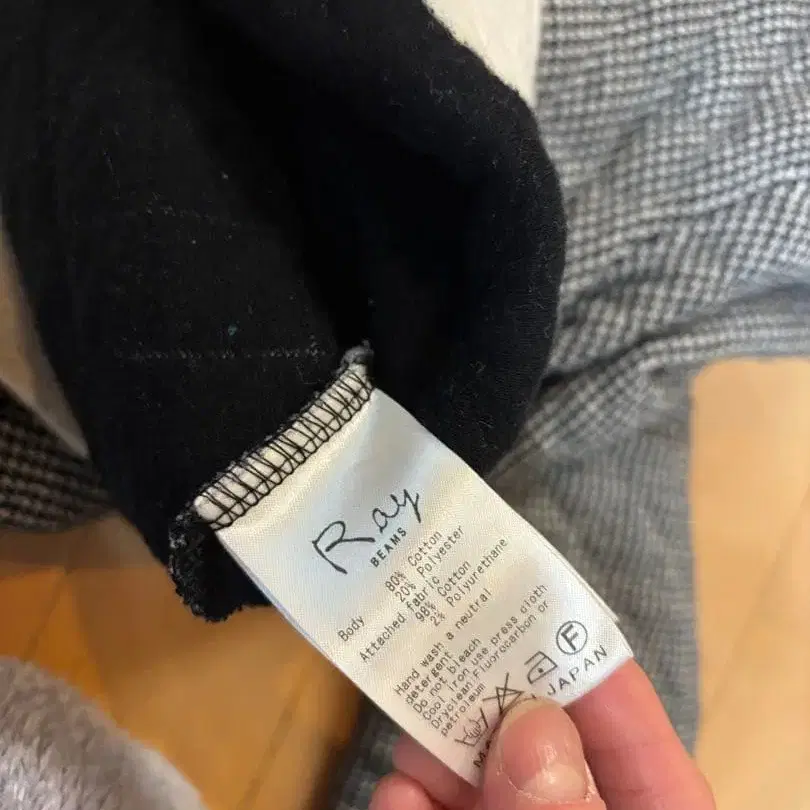 Ray
BEAMS
Body 80% Cotton
20% Polyester
Attached fabric
98% Cotton
2% Polyurethane
Hand wash a neutral
detergent
Do not bleach
Cool iron use press cloth
Dryclean:Fluorocarbon or
petroleum
F
JAPAN